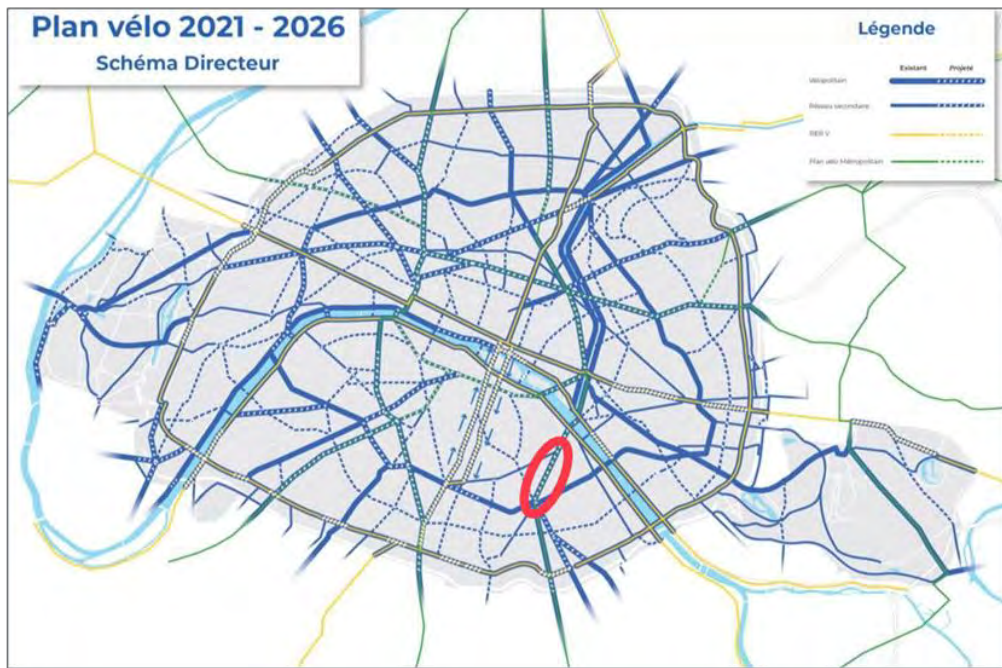 Plan vélo 2021 - 2026
Schéma Directeur
Légende
Existant Projeté
Vélopolitain
Réseau secondaire
RER V
Plan vélo Métropolitain